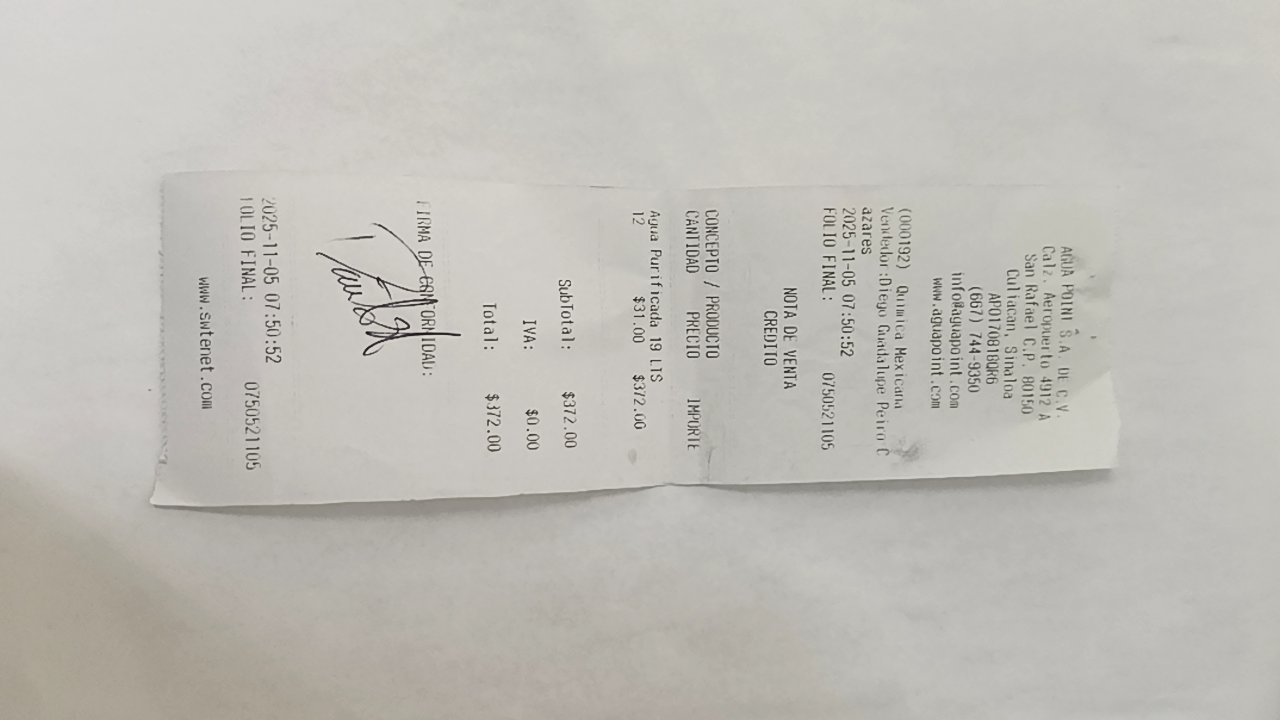 AGUA POINT S.A DE C.V.
Calz. Aeropuerto 4912 A
San Rafael C.P. 80150
Culiacan, Sinaloa
APO170818QR6
(667) 744-9350
info@aguapoint.com
www.aguapoint.com
(000192) Quimica Mexicana
Vendedor:Diego Guadalupe Peiro C
azares
2025-11-05 07:50:52
FOLIO FINAL: 0750521105
NOTA DE VENTA
CREDITO
CONCEPTO / PRODUCTO
CANTIDAD PRECIO IMPORTE
Agua Purificada 19 LTS
12 $31.00 $372.00
SubTotal: $372.00
IVA: $0.00
Total: $372.00
FIRMA DE CONFORMIDAD:
2025-11-05 07:50:52
FOLIO FINAL: 0750521105
www.swtenet.com